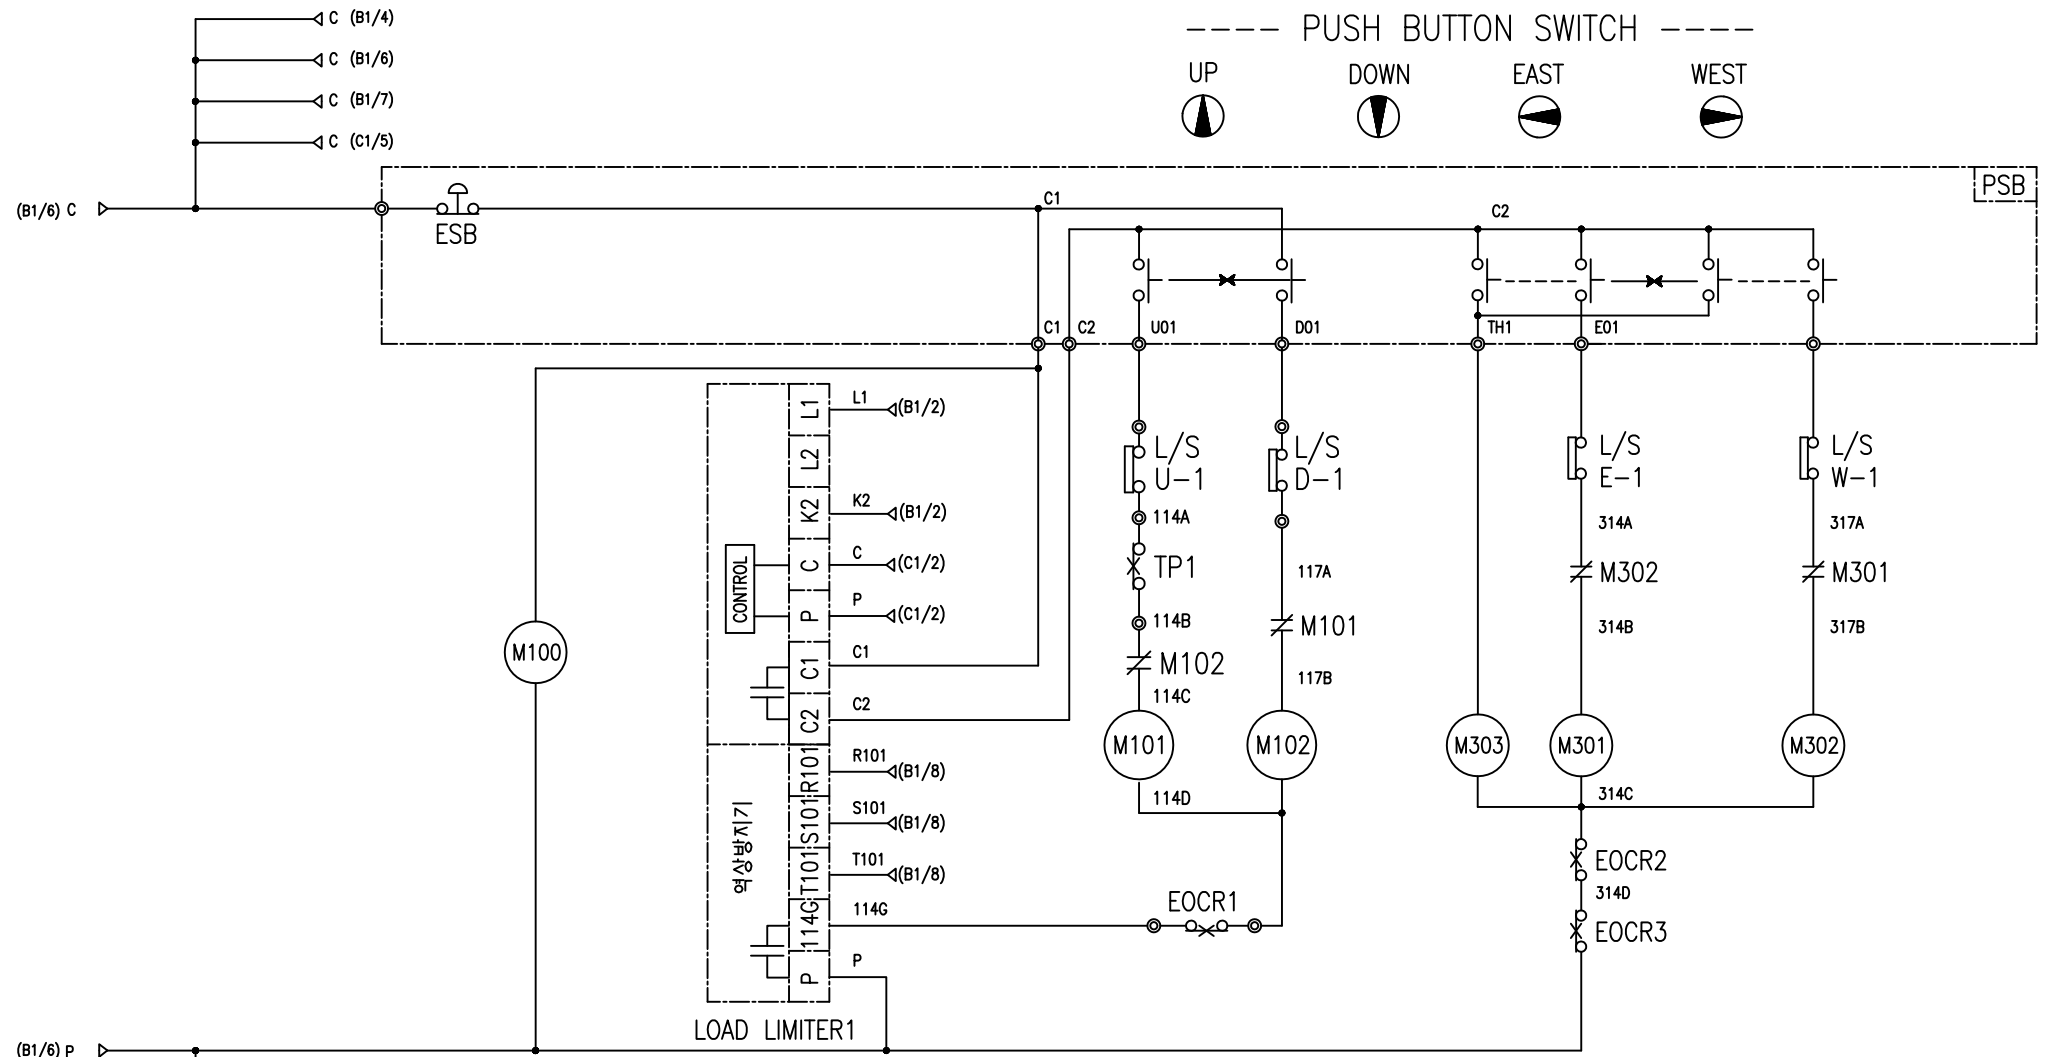 C (B1/4)
C (B1/6)
C (B1/7)
C (C1/5)
PUSH BUTTON SWITCH
UP DOWN EAST WEST
PSB
(B1/6) C
ESB
C1
C2
C1 C2 U01 D01 TH1 E01
L1 L1 (B1/2)
L2
K2 K2 (B1/2)
CONTROL
C C (C1/2)
P P (C1/2)
C1 C1
C2 C2
R101 R101 (B1/8)
S101 S101 (B1/8)
T101 T101 (B1/8)
114G 114G
P P
역상방지기
LOAD LIMITER1
M100
L/S
U-1
114A
TP1
114B
M102
114C
M101
114D
L/S
D-1
117A
M101
117B
M102
EOCR1
M303
L/S
E-1
314A
M302
314B
M301
314C
L/S
W-1
317A
M301
317B
M302
EOCR2
314D
EOCR3
(B1/6) P